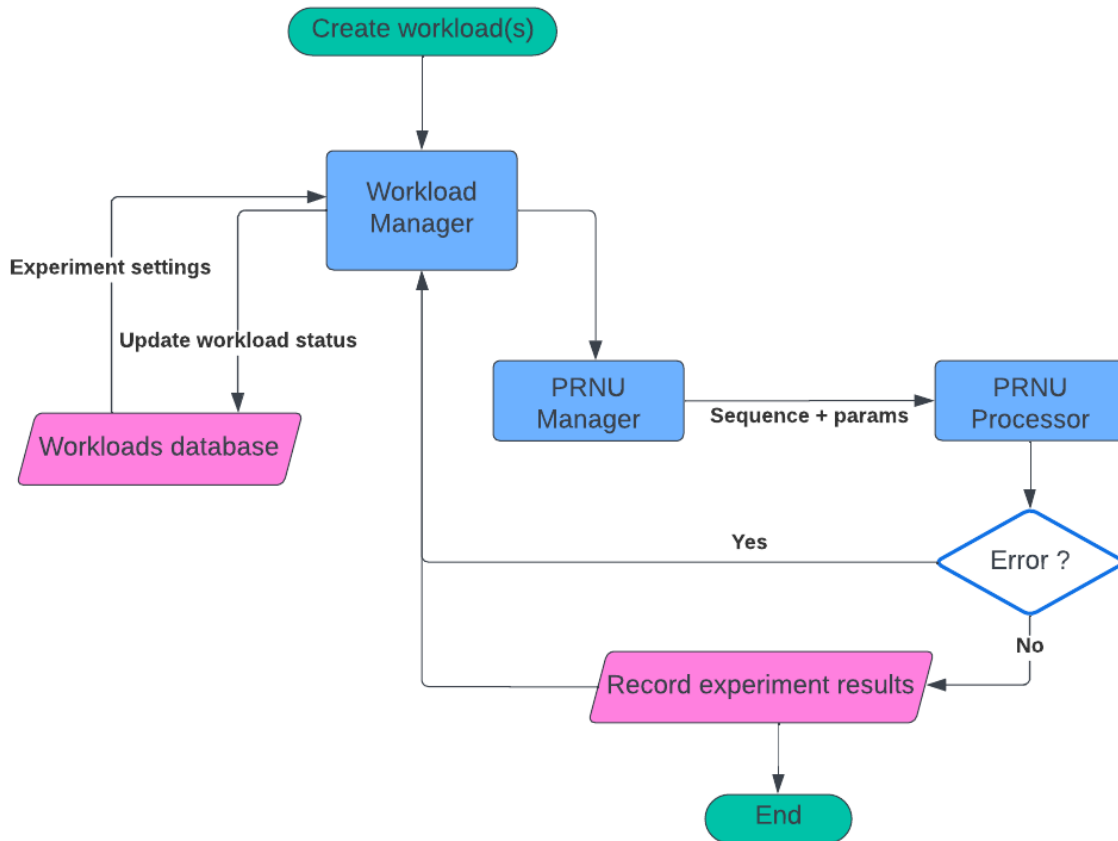 Create workload(s)
Workload
Manager
Experiment settings
Update workload status
PRNU
Manager
Sequence + params
PRNU
Processor
Workloads database
Yes
Error ?
No
Record experiment results
End